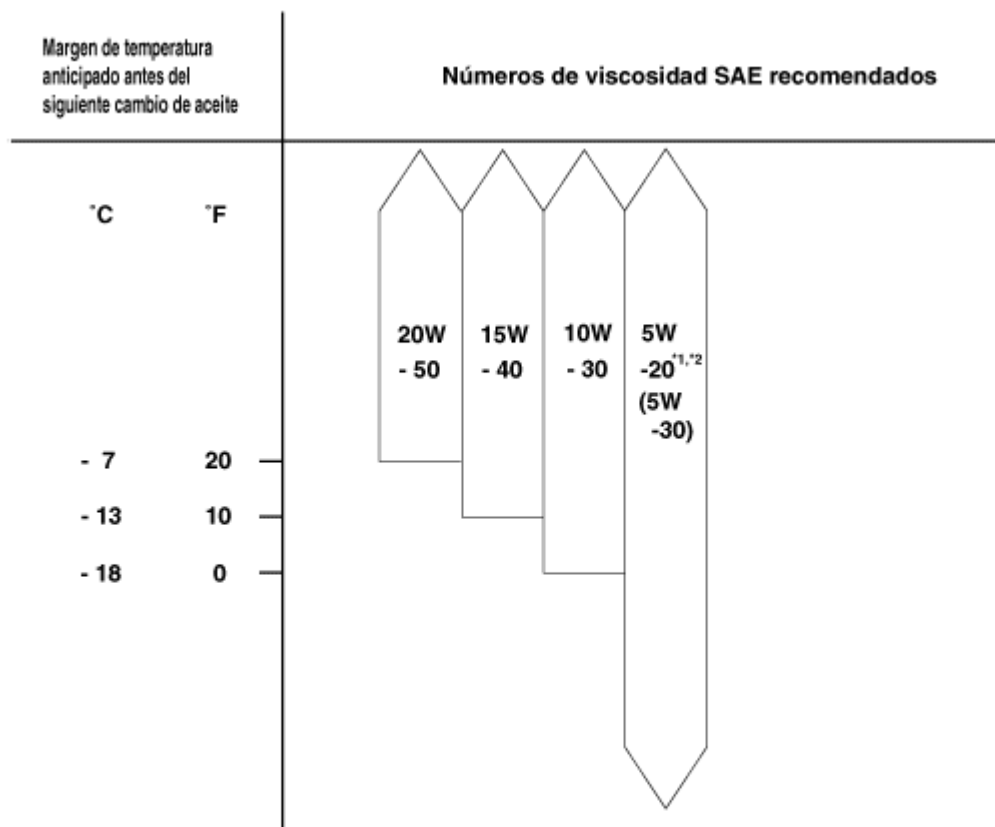 Margen de temperatura
anticipado antes del
siguiente cambio de aceite
Números de viscosidad SAE recomendados
°C °F
20W
- 50
15W
- 40
10W
- 30
5W
-20*1,*2
(5W
-30)
- 7 20
- 13 10
- 18 0